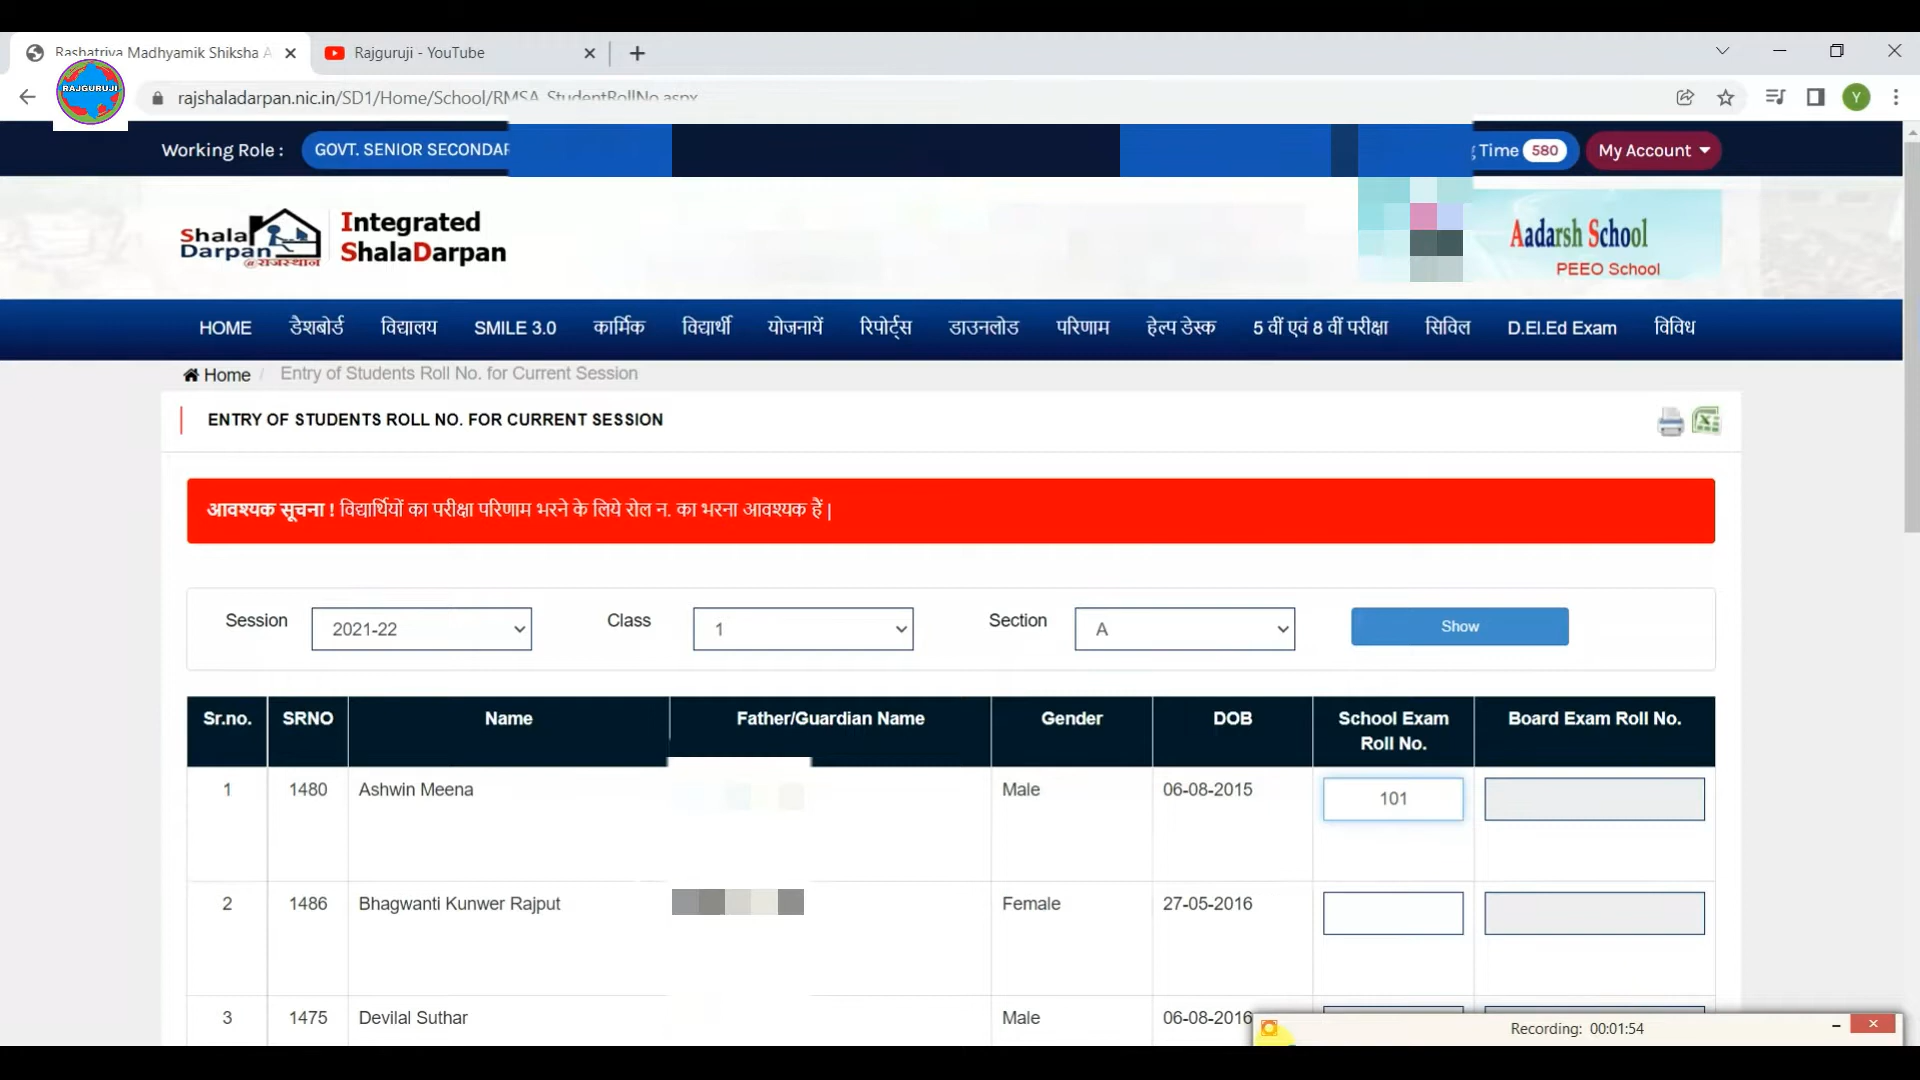 Rashatriya Madhyamik Shiksha A
Rajguruji - YouTube
RAJGURUJI
rajshaladarpan.nic.in/SD1/Home/School/RMSA_StudentRollNo.aspx
Y
Working Role :
GOVT. SENIOR SECONDAR
Time 580
My Account
Shala Darpan
@राजस्थान
Integrated
ShalaDarpan
Aadarsh School
PEEO School
HOME डैशबोर्ड विद्यालय SMILE 3.0 कार्मिक विद्यार्थी योजनायें रिपोर्ट्स डाउनलोड परिणाम हेल्प डेस्क 5 वीं एवं 8 वीं परीक्षा सिविल D.El.Ed Exam विविध
Home / Entry of Students Roll No. for Current Session
ENTRY OF STUDENTS ROLL NO. FOR CURRENT SESSION
आवश्यक सूचना ! विद्यार्थियों का परीक्षा परिणाम भरने के लिये रोल न. का भरना आवश्यक हैं |
Session 2021-22 Class 1 Section A Show
Sr.no. SRNO Name Father/Guardian Name Gender DOB School Exam Roll No. Board Exam Roll No.
1 1480 Ashwin Meena Male 06-08-2015 101
2 1486 Bhagwanti Kunwer Rajput Female 27-05-2016
3 1475 Devilal Suthar Male 06-08-2016
Recording: 00:01:54